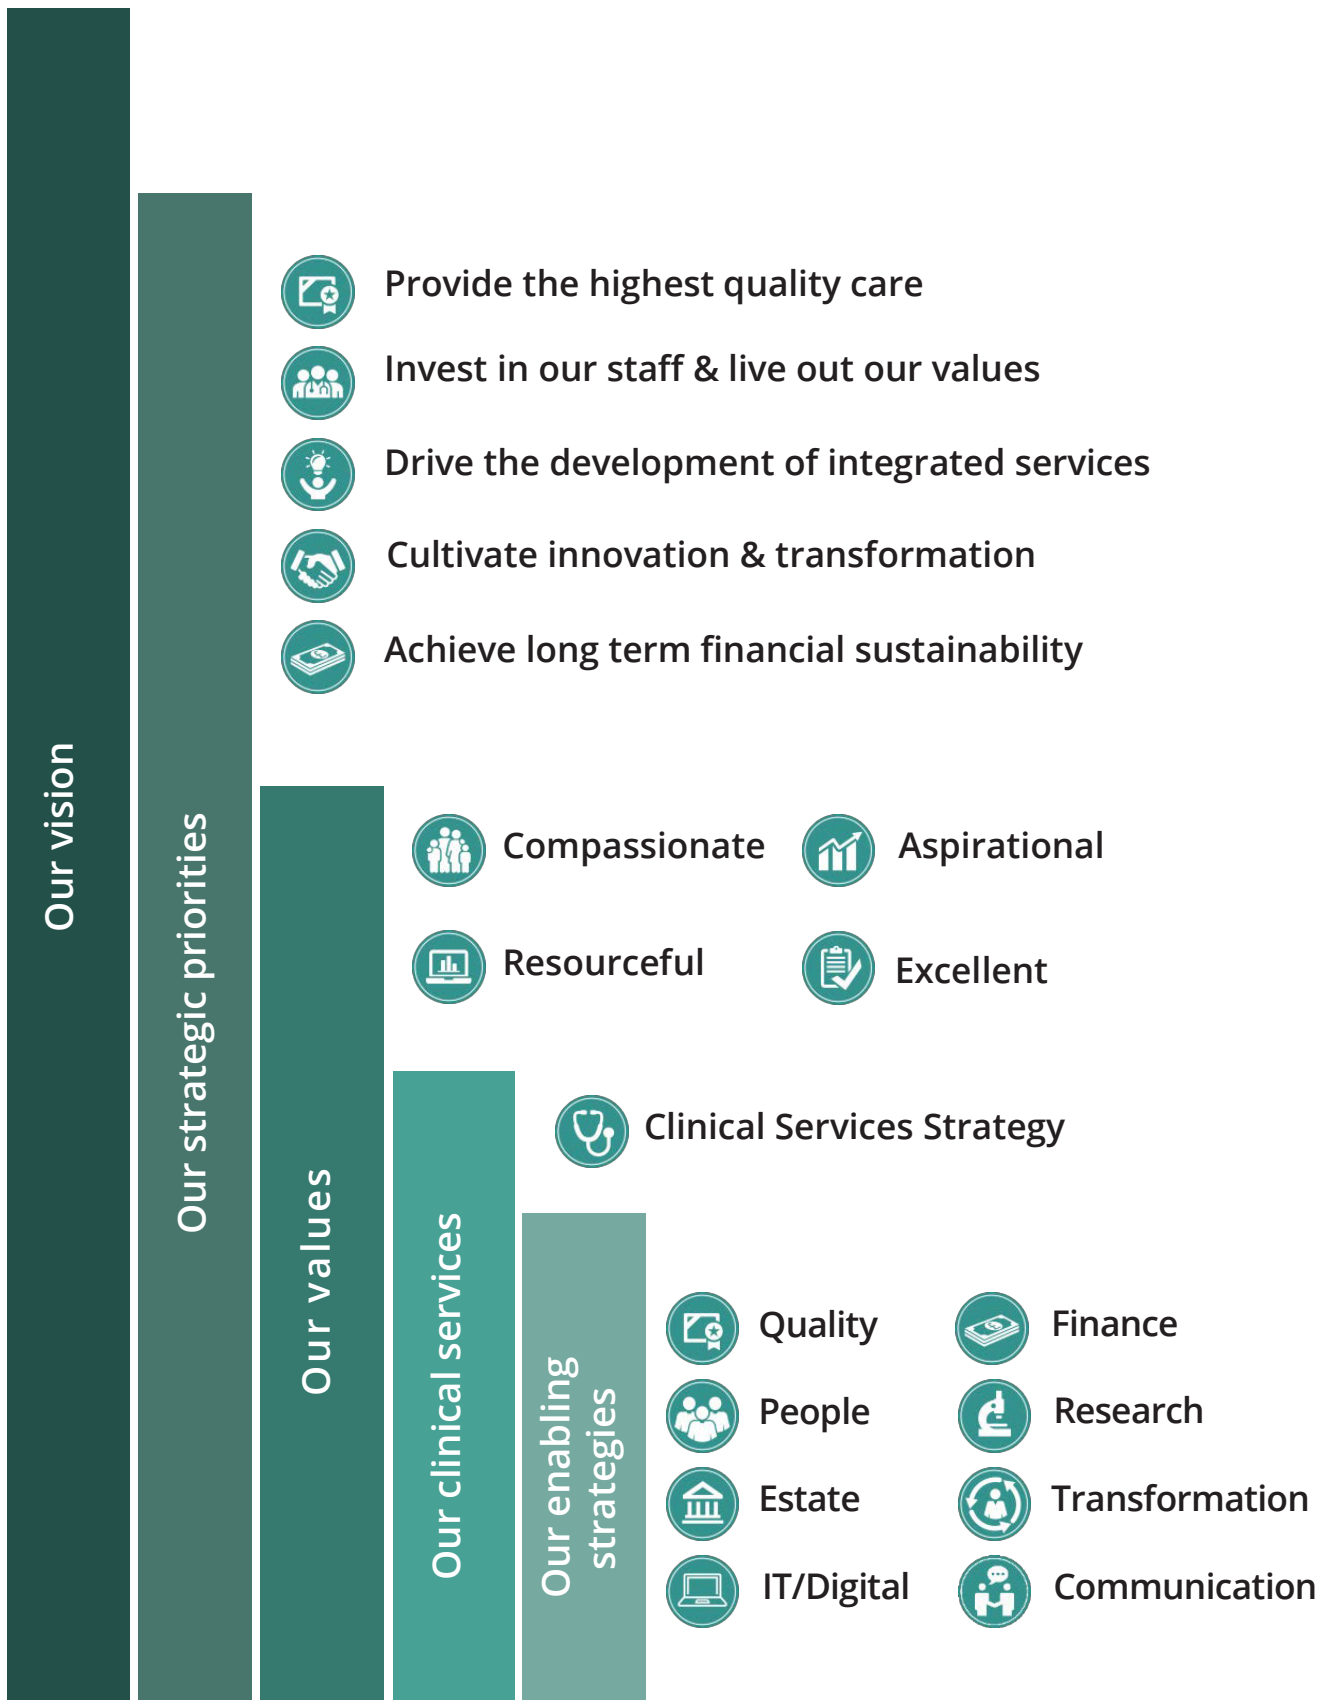 Our vision
Our strategic priorities
Provide the highest quality care
Invest in our staff & live out our values
Drive the development of integrated services
Cultivate innovation & transformation
Achieve long term financial sustainability
Our values
Compassionate
Aspirational
Resourceful
Excellent
Our clinical services
Clinical Services Strategy
Our enabling
strategies
Quality
Finance
People
Research
Estate
Transformation
IT/Digital
Communication